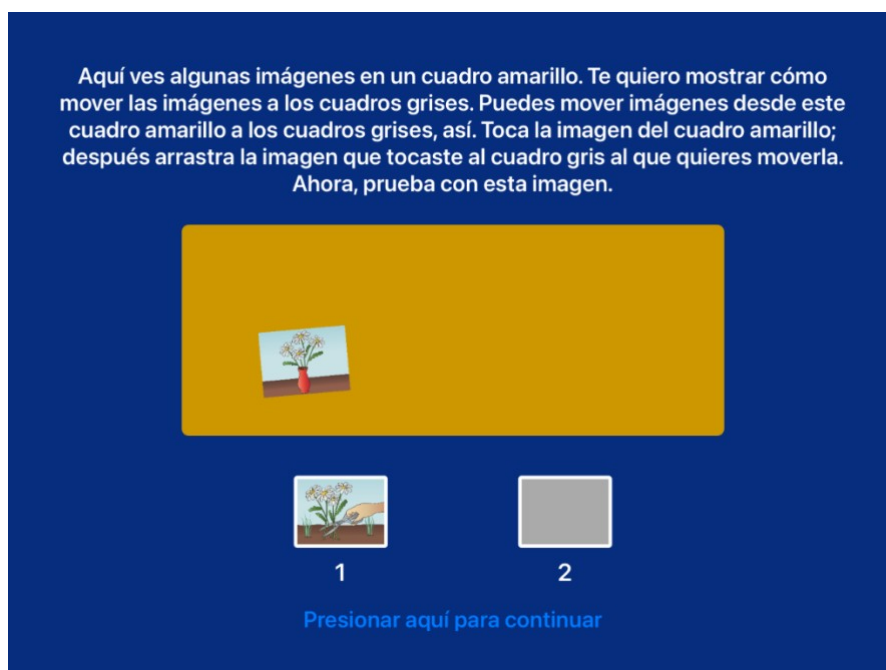 Aquí ves algunas imágenes en un cuadro amarillo. Te quiero mostrar cómo
mover las imágenes a los cuadros grises. Puedes mover imágenes desde este
cuadro amarillo a los cuadros grises, así. Toca la imagen del cuadro amarillo;
después arrastra la imagen que tocaste al cuadro gris al que quieres moverla.
Ahora, prueba con esta imagen.
1 2
Presionar aquí para continuar